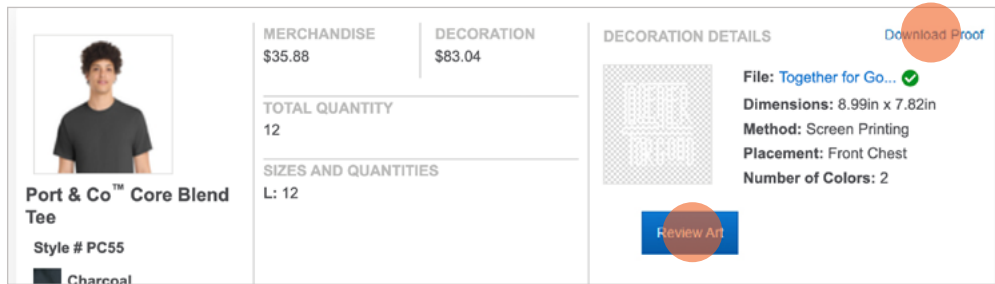 Port & Co™ Core Blend
Tee
Style # PC55
Charcoal
MERCHANDISE
$35.88
DECORATION
$83.04
TOTAL QUANTITY
12
SIZES AND QUANTITIES
L: 12
DECORATION DETAILS
Download Proof
File: Together for Go...
Dimensions: 8.99in x 7.82in
Method: Screen Printing
Placement: Front Chest
Number of Colors: 2
Review Art